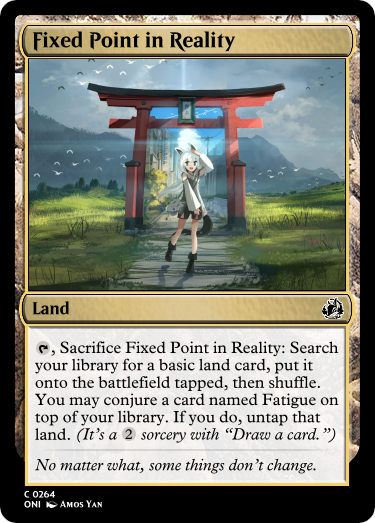 Fixed Point in Reality
Land
, Sacrifice Fixed Point in Reality: Search
your library for a basic land card, put it
onto the battlefield tapped, then shuffle.
You may conjure a card named Fatigue on
top of your library. If you do, untap that
land. (It's a 2 sorcery with “Draw a card.”)
No matter what, some things don't change.
C 0264
ONI Amos Yan